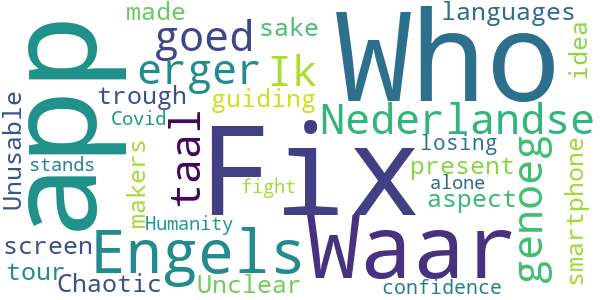 made
languages
goed
sake
Who
idea
app
erger
Ik
trough
guiding
Nederlandse
Unusable
Covid
taal
Fix
losing
stands
makers
fight
present
genoeg
smartphone
alone
aspect
Humanity
screen
Engels
Waar
tour
Chaotic
Unclear
confidence